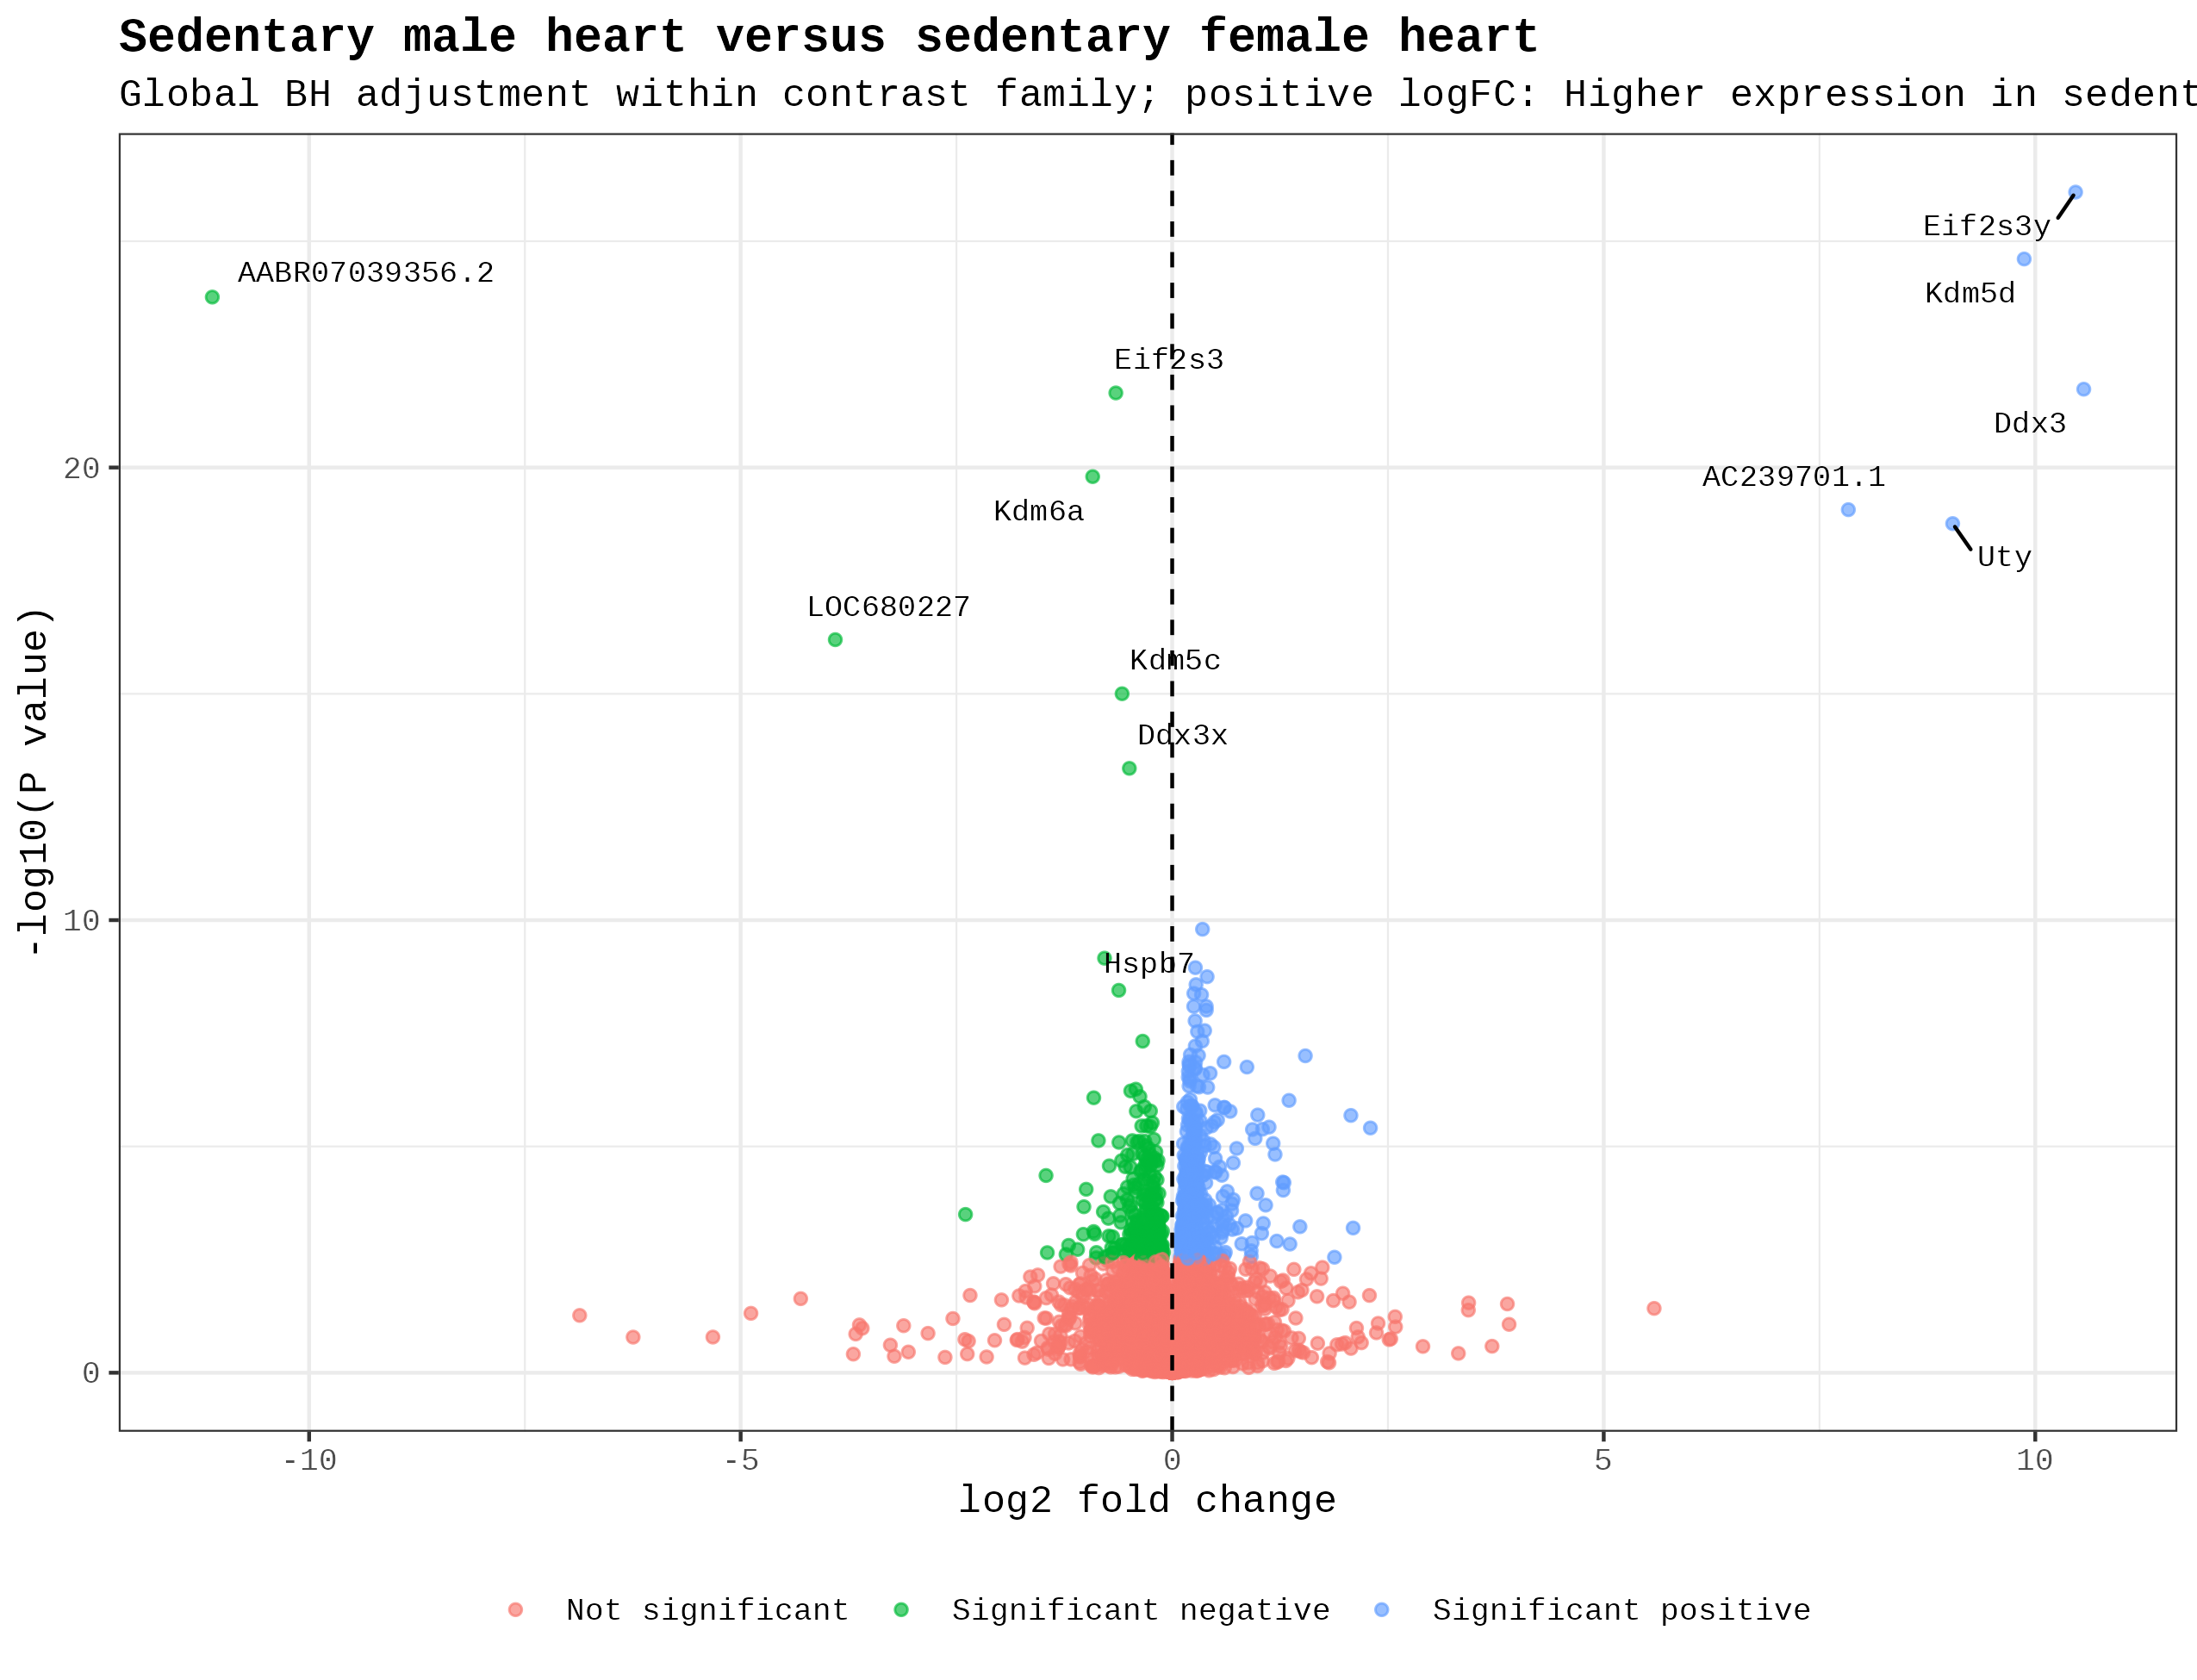 Sedentary male heart versus sedentary female heart
Global BH adjustment within contrast family; positive logFC: Higher expression in sedent
Eif2s3y
AABR07039356.2
Kdm5d
Eif2s3
Ddx3
20
AC239701.1
Kdm6a
Uty
LOC680227
Kdm5c
Ddx3x
-log10(P value)
10
Hspb7
0
-10 -5 0 5 10
log2 fold change
Not significant Significant negative Significant positive